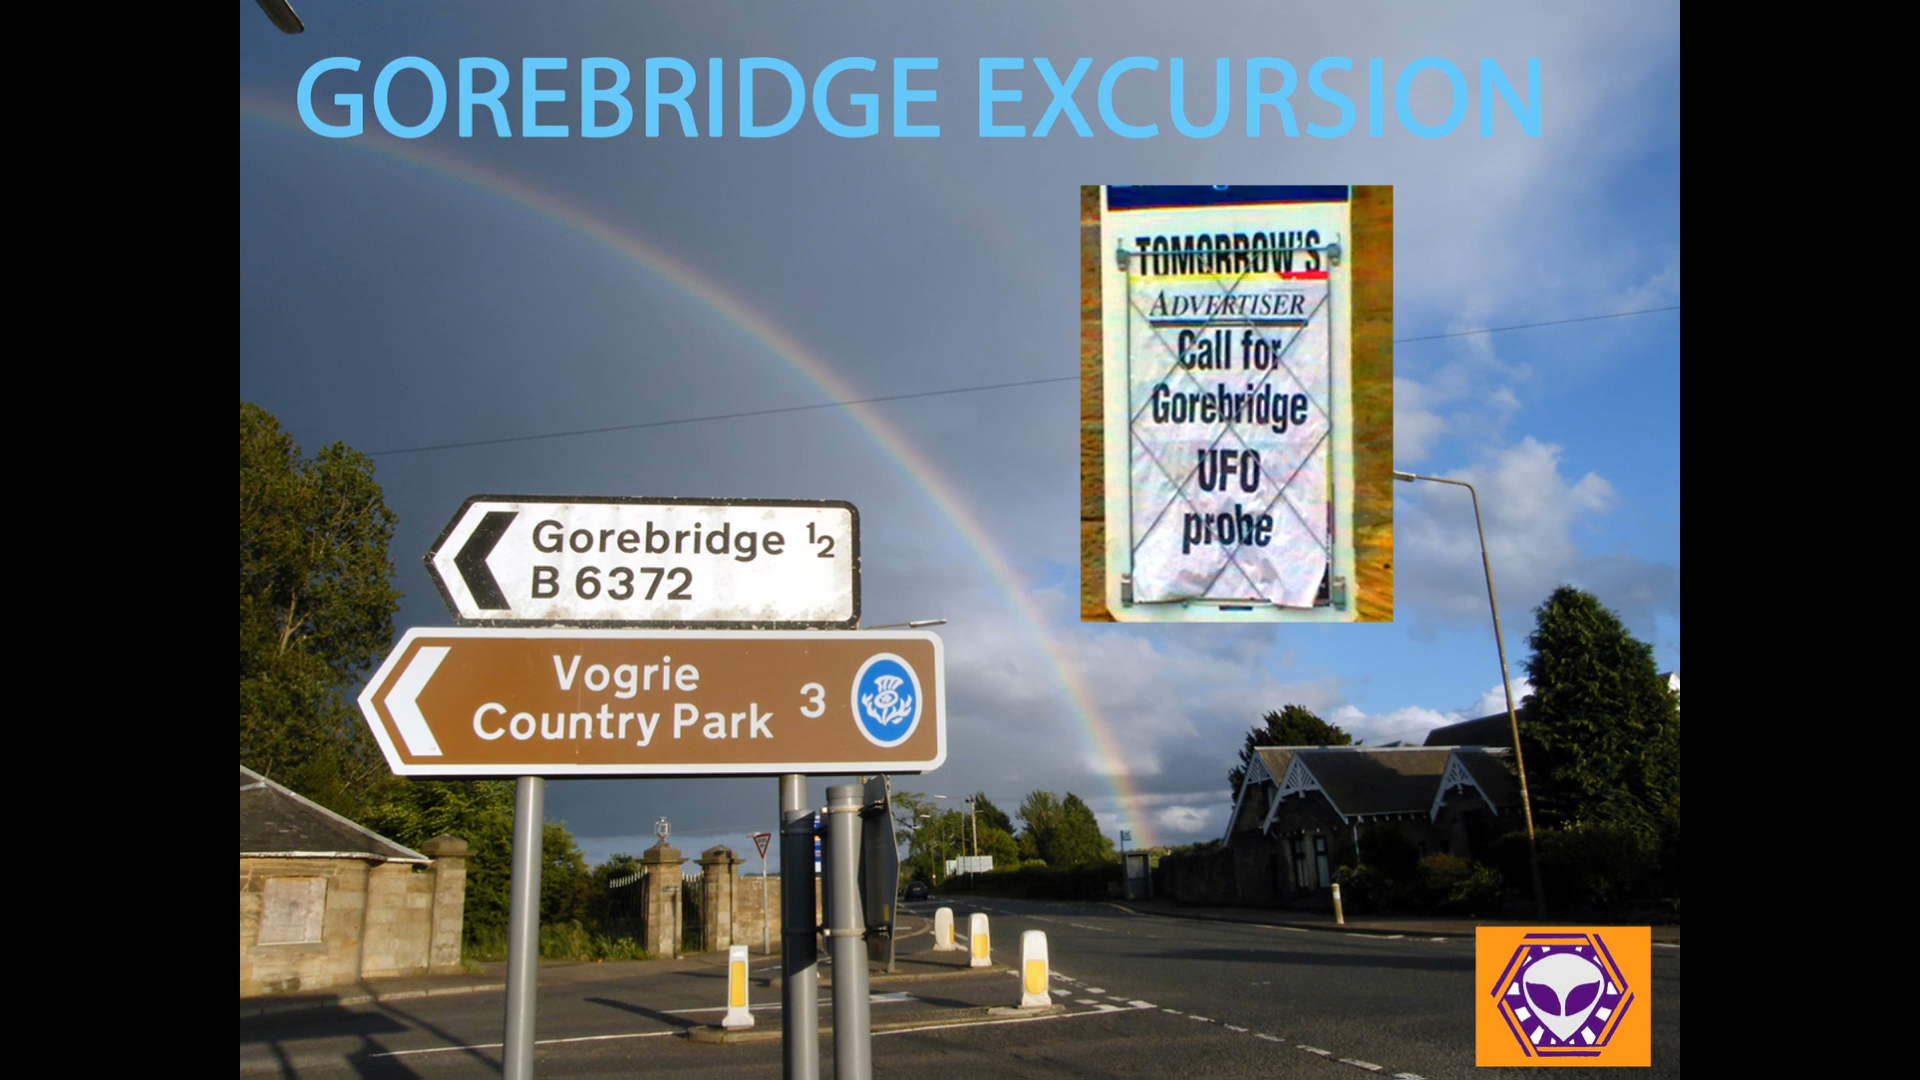 GOREBRIDGE EXCURSION
TOMORROW'S
ADVERTISER
Call for
Gorebridge
UFO
probe
Gorebridge ½
B 6372
Vogrie
Country Park 3